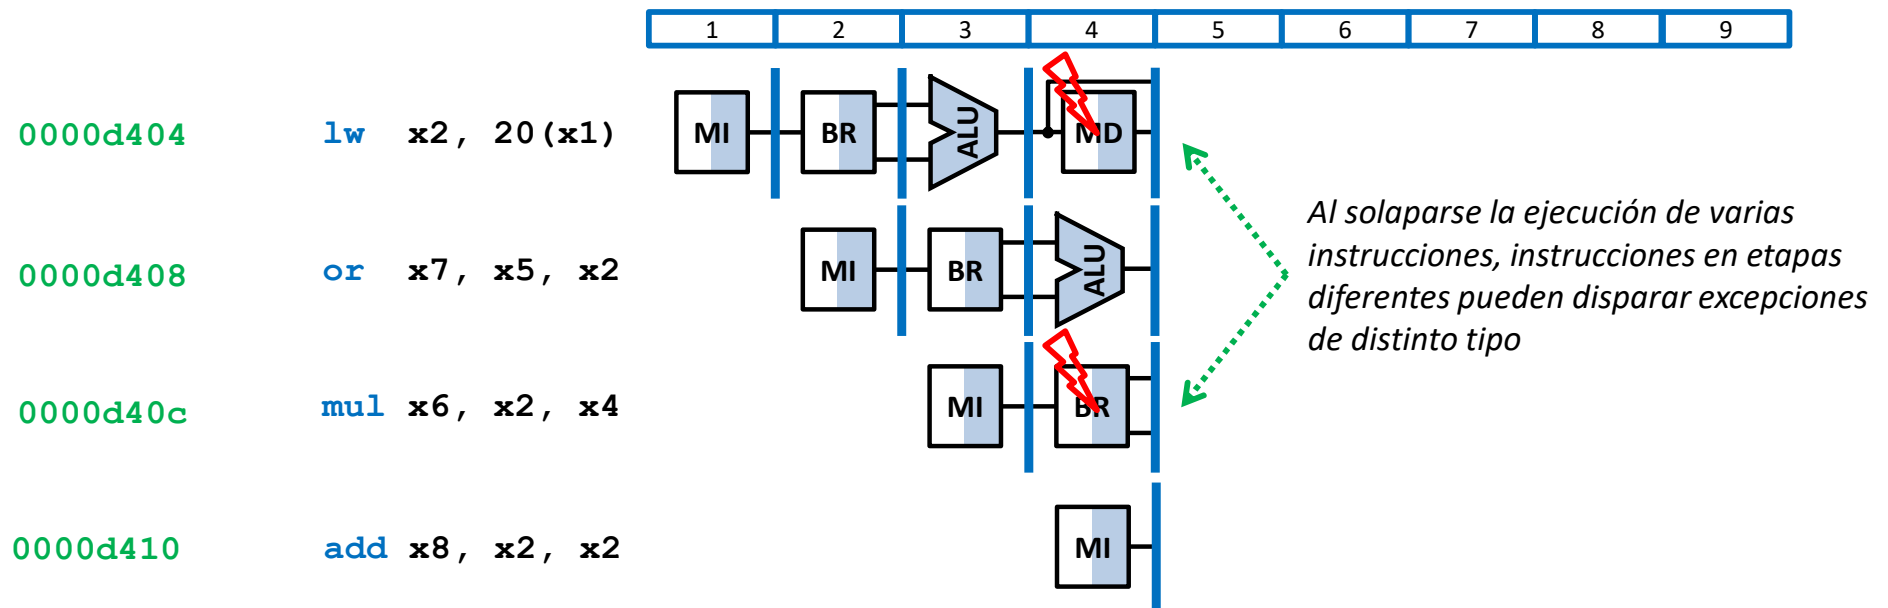 1 2 3 4 5 6 7 8 9
0000d404 lw x2, 20(x1) MI BR ALU MD
0000d408 or x7, x5, x2 MI BR ALU
0000d40c mul x6, x2, x4 MI BR
0000d410 add x8, x2, x2 MI
Al solaparse la ejecución de varias
instrucciones, instrucciones en etapas
diferentes pueden disparar excepciones
de distinto tipo